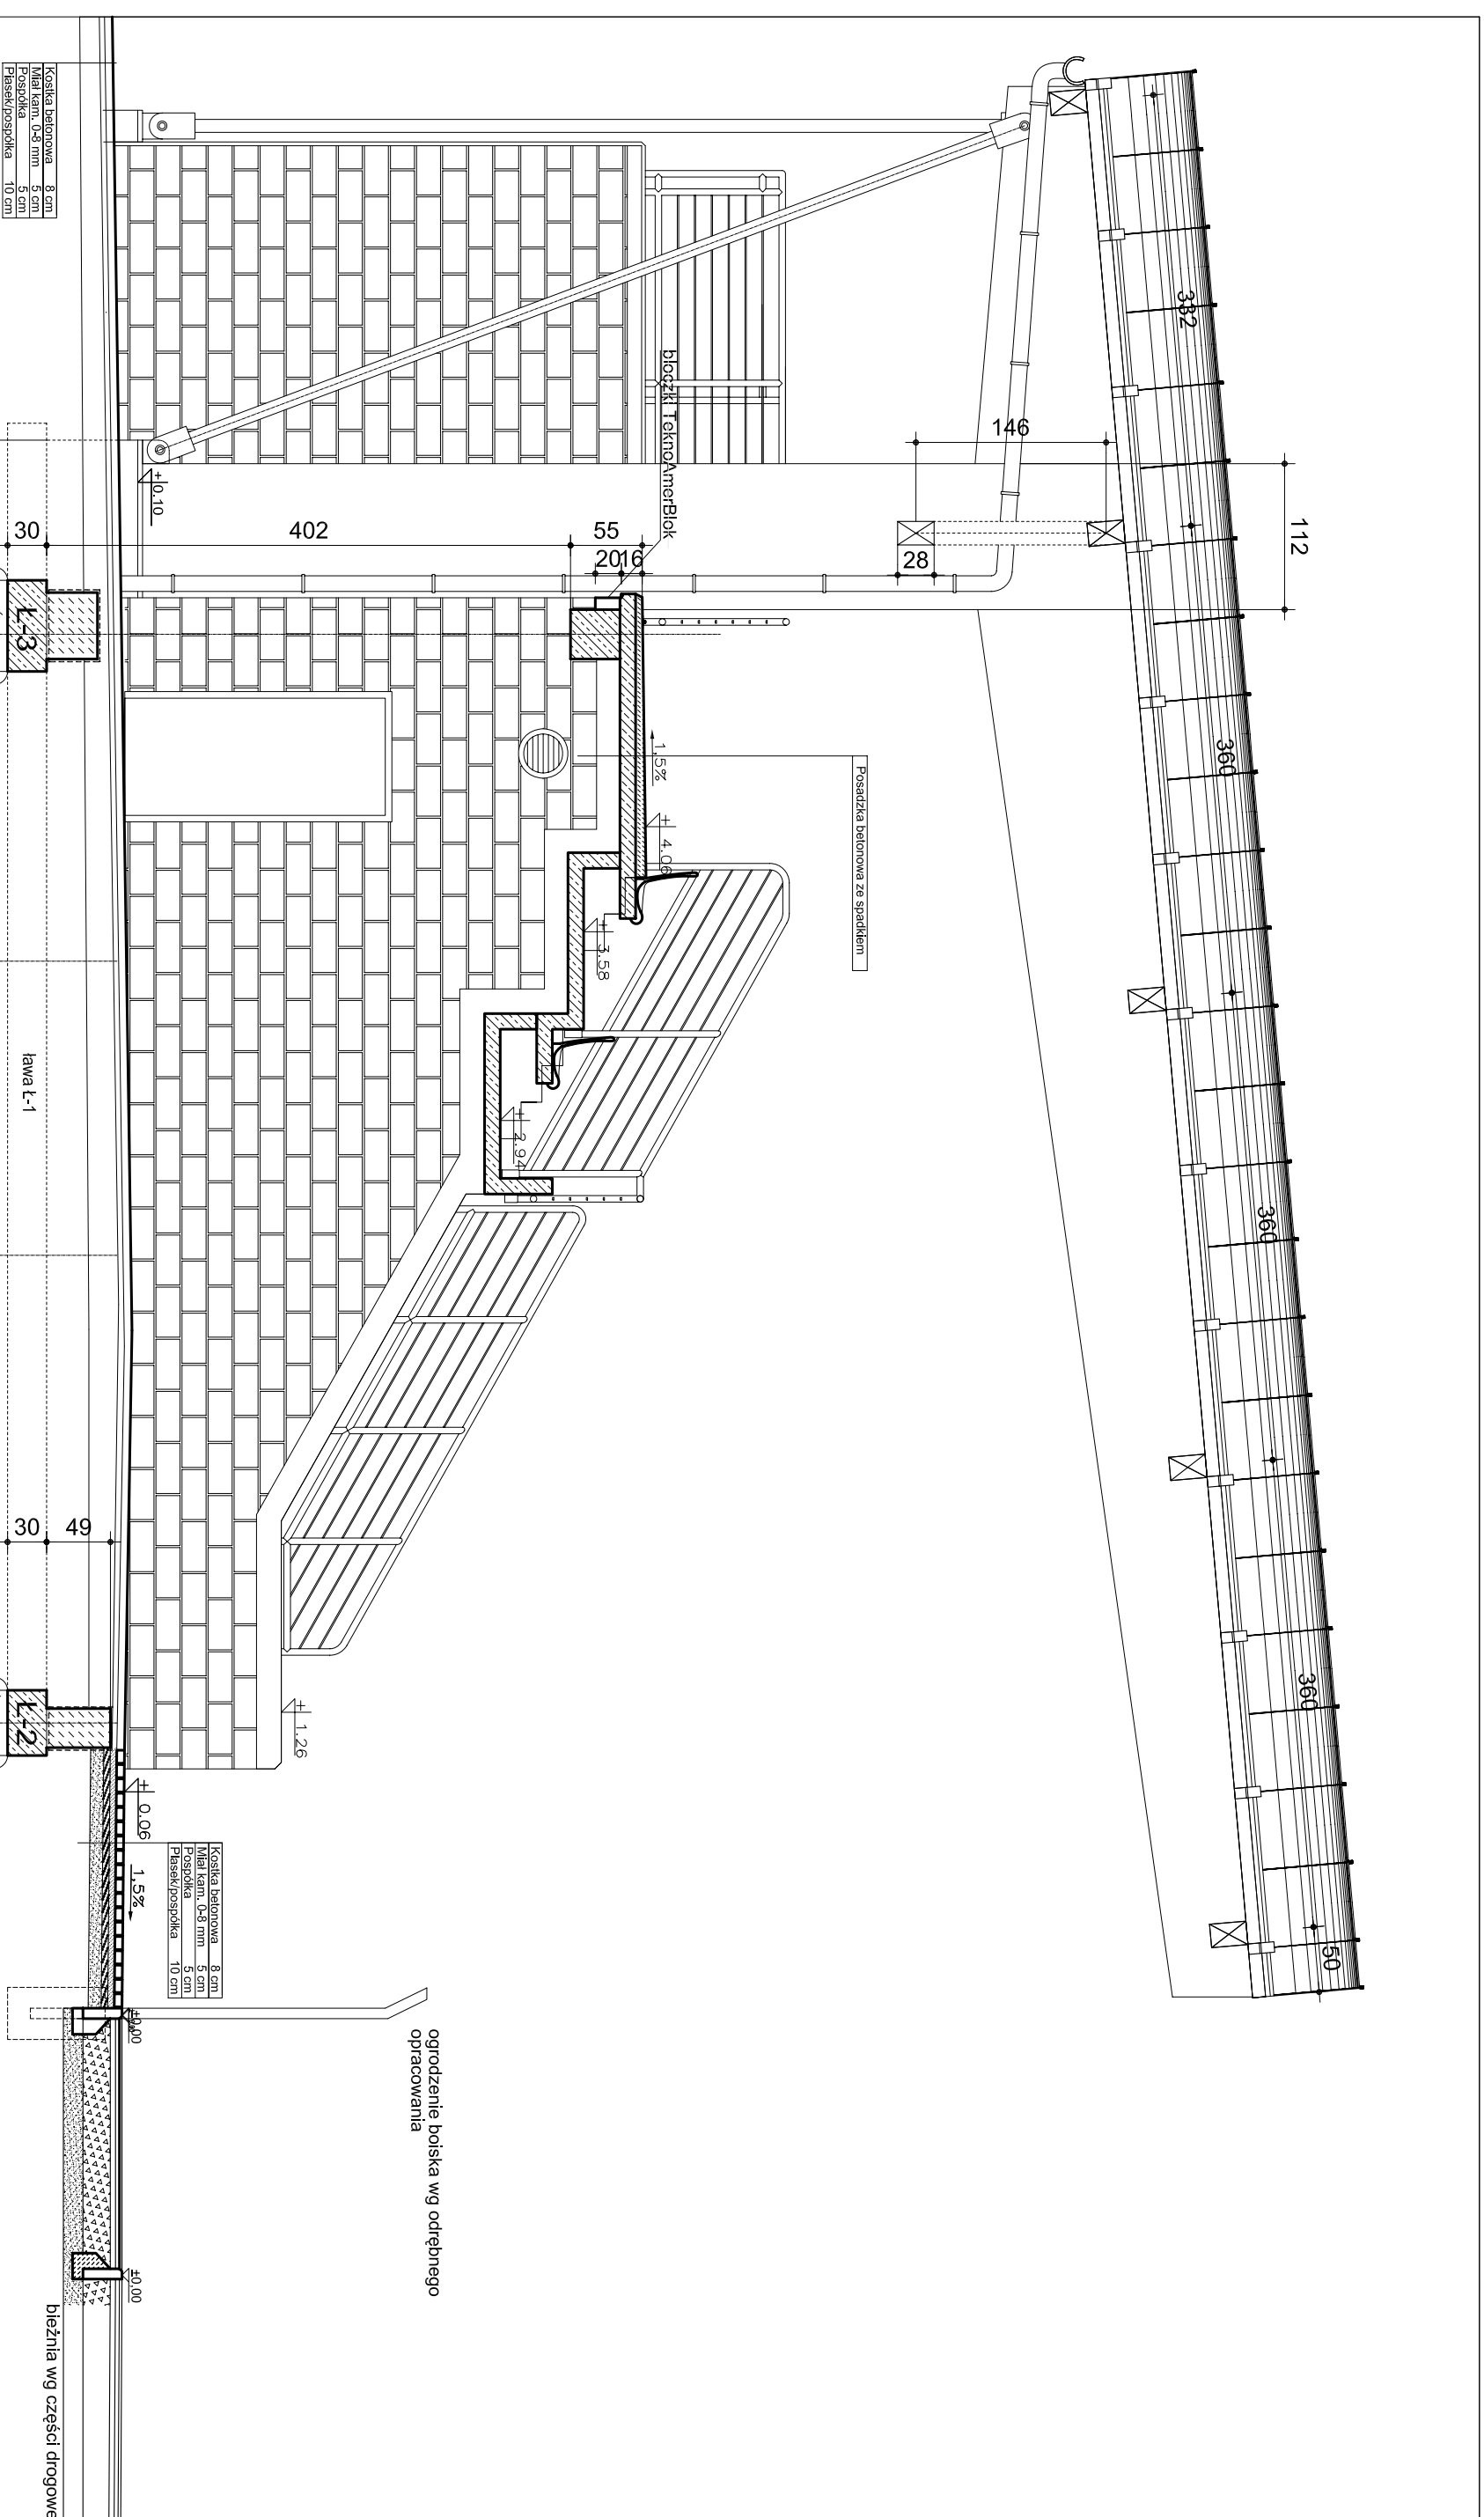 332
360
360
360
50
112
146
28
Posadzka betonowa ze spadkiem
bloczki TeknoAmerBlok
55
16
20
402
30
1,5%
+ 4.06
+ 3.58
+ 2.94
+ 1.26
+ 0.10
+ 0.06
1,5%
±0,00
±0,00
ogrodzenie boiska wg odrębnego
opracowania
Kostka betonowa 8 cm
Miał kam. 0-8 mm 5 cm
Pospółka 5 cm
Piasek/pospółka 10 cm
Kostka betonowa 8 cm
Miał kam. 0-8 mm 5 cm
Pospółka 5 cm
Piasek/pospółka 10 cm
49
30
Ł-3
ława Ł-1
Ł-2
bieżnia wg części drogowe